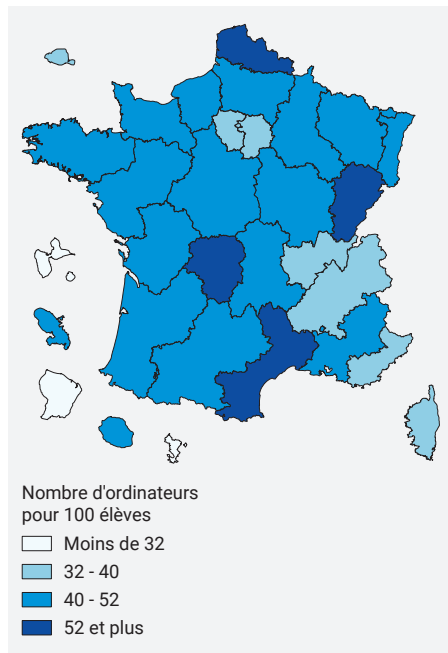 Nombre d'ordinateurs
pour 100 élèves
Moins de 32
32 - 40
40 - 52
52 et plus